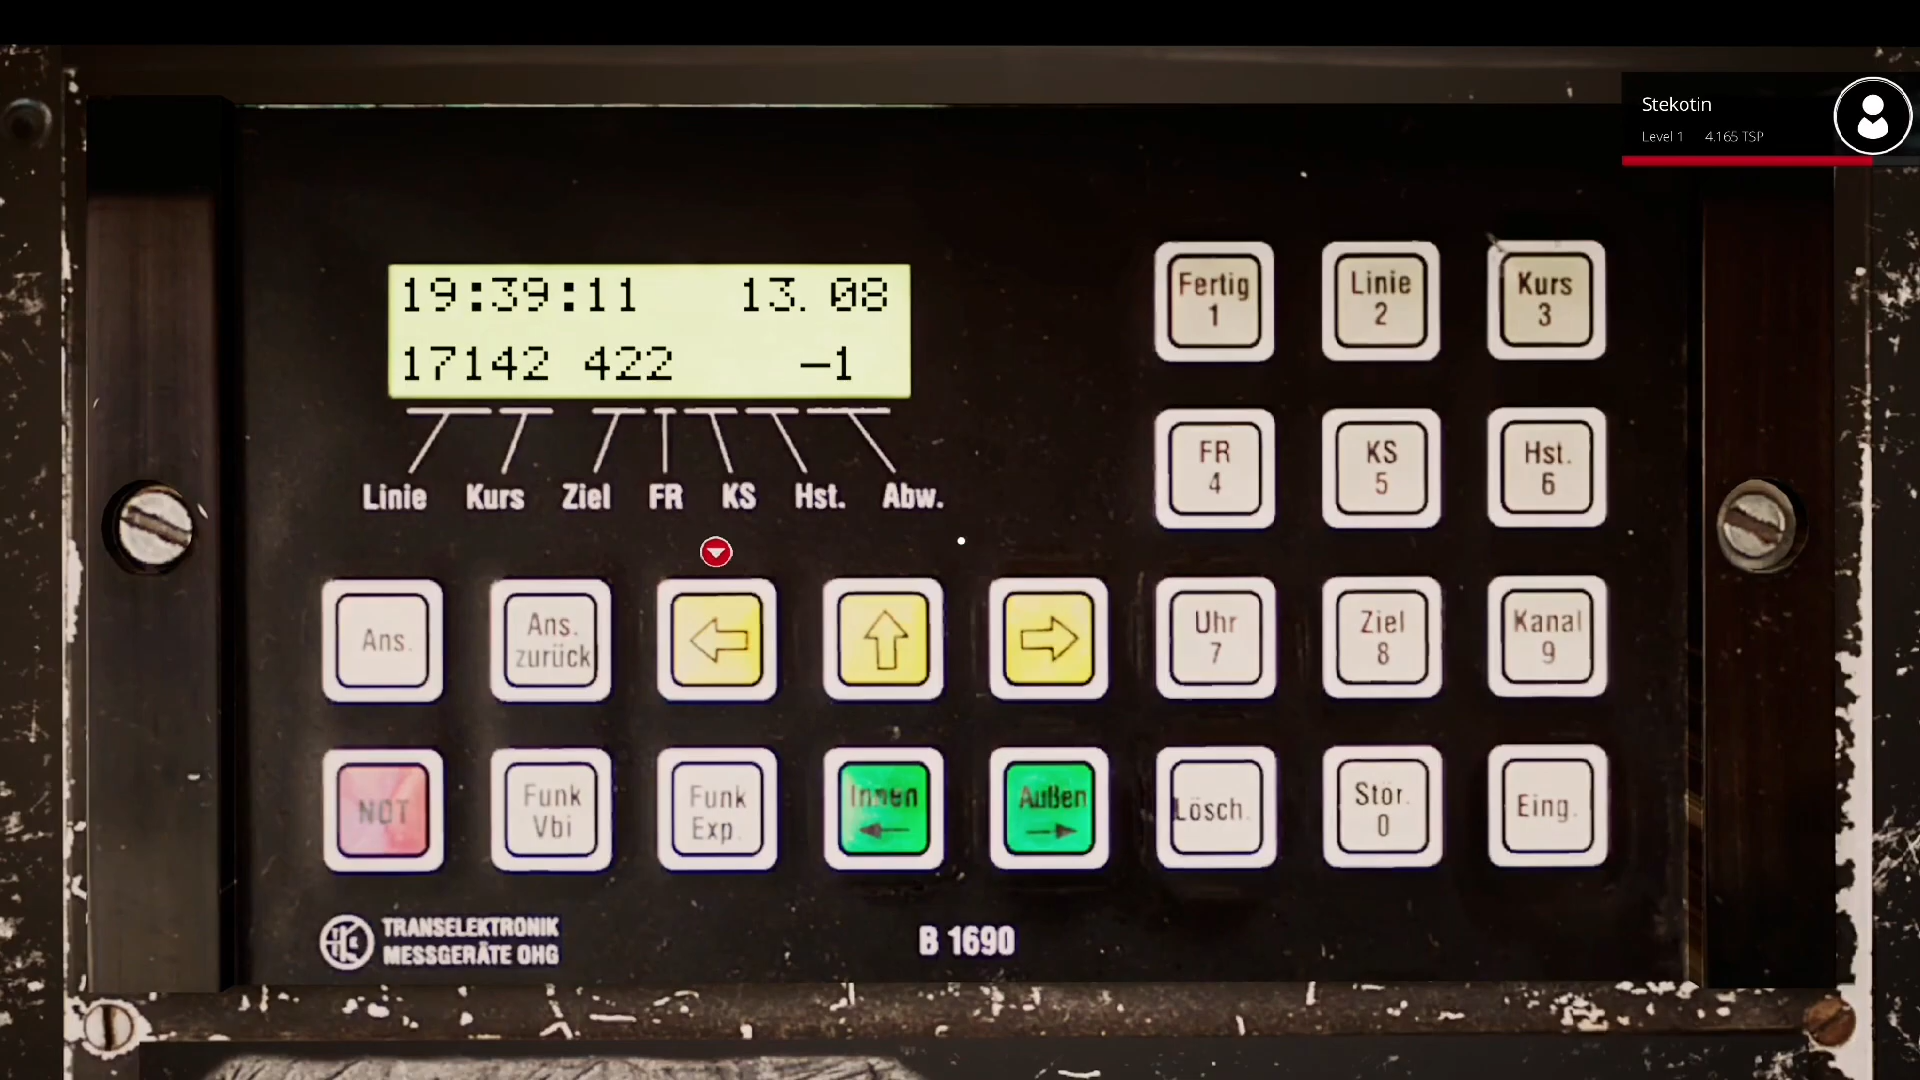 Stekotin
Level 1 4.165 TSP
19:39:11 13.08
17142 422 –1
Linie Kurs Ziel FR KS Hst. Abw.
Fertig 1
Linie 2
Kurs 3
FR 4
KS 5
Hst. 6
Ans.
Ans. zurück
Uhr 7
Ziel 8
Kanal 9
NOT
Funk Vbi
Funk Exp.
Innen
Außen
Lösch.
Stör. 0
Eing.
TRANSELEKTRONIK
MESSGERÄTE OHG
B 1690